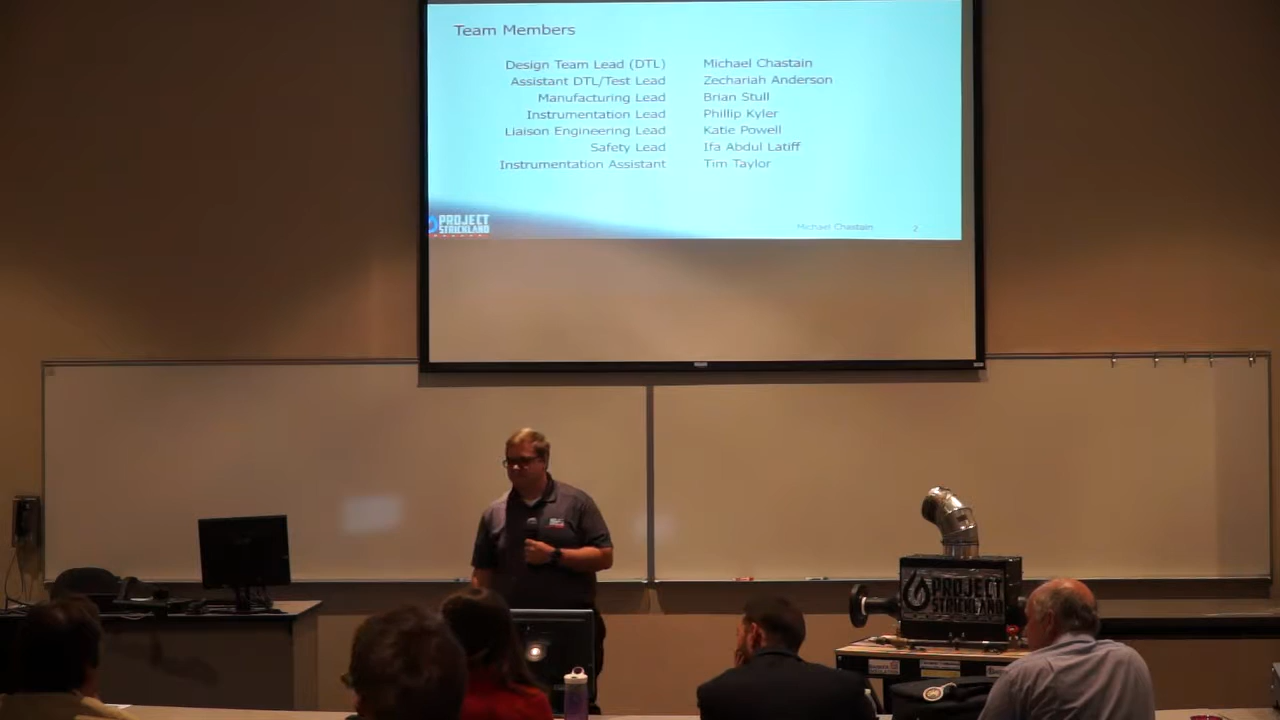 Team Members
Design Team Lead (DTL) Michael Chastain
Assistant DTL/Test Lead Zechariah Anderson
Manufacturing Lead Brian Stull
Instrumentation Lead Phillip Kyler
Liaison Engineering Lead Katie Powell
Safety Lead Ifa Abdul Latiff
Instrumentation Assistant Tim Taylor
PROJECT
STRICKLAND
Michael Chastain 2
PROJECT
STRICKLAND